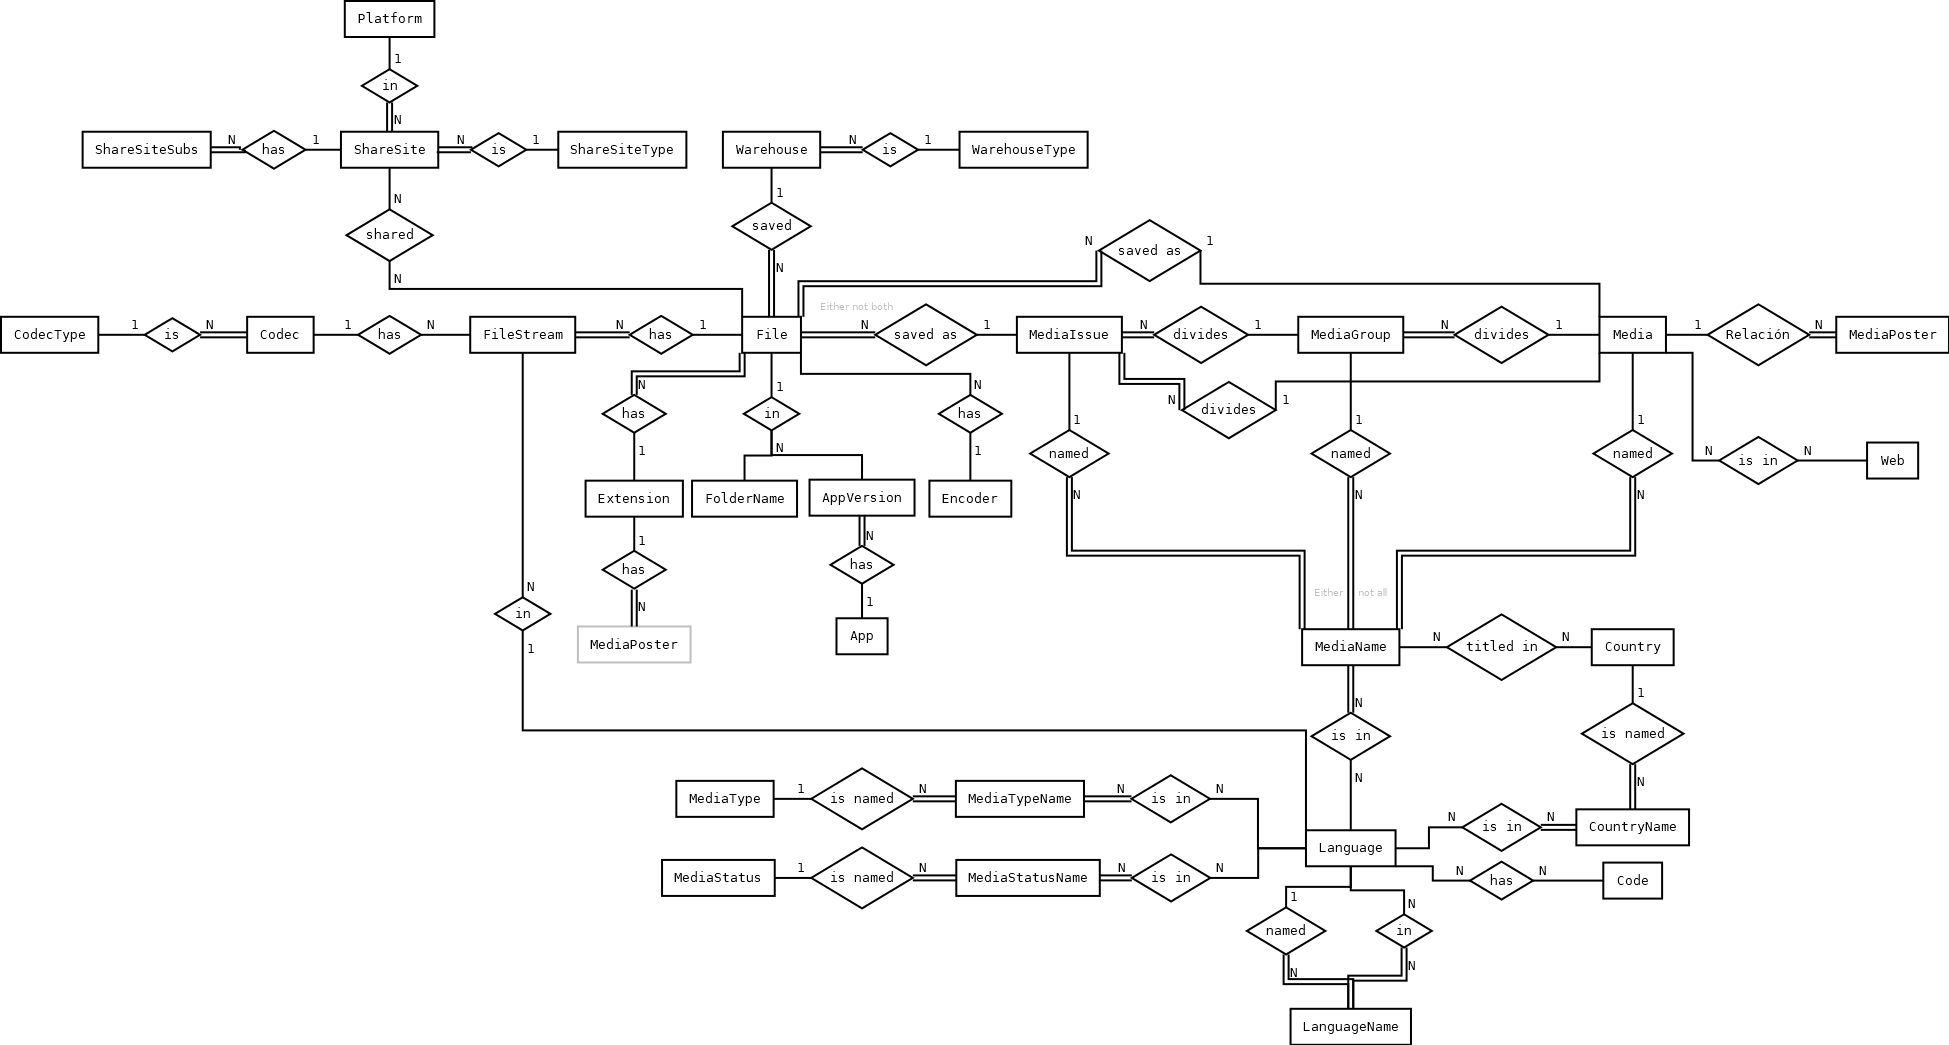 Platform
1
in
N
ShareSiteSubs N has 1 ShareSite N is 1 ShareSiteType Warehouse N is 1 WarehouseType
N 1
shared saved
N N
N saved as 1
Either not both
CodecType 1 is N Codec 1 has N FileStream N has 1 File N saved as 1 MediaIssue N divides 1 MediaGroup N divides 1 Media 1 Relación N MediaPoster
N 1 N
has in has
N divides 1
1 N 1
1 1 1
named named named
N N N
N is in N Web
Extension FolderName AppVersion Encoder
1 N
has has
N 1
MediaPoster App
N
in
1
Either not all
MediaName N titled in N Country
N 1
is in is named
N N
MediaType 1 is named N MediaTypeName N is in N
N is in N CountryName
Language
MediaStatus 1 is named N MediaStatusName N is in N
N has N Code
1 N
named in
N N
LanguageName